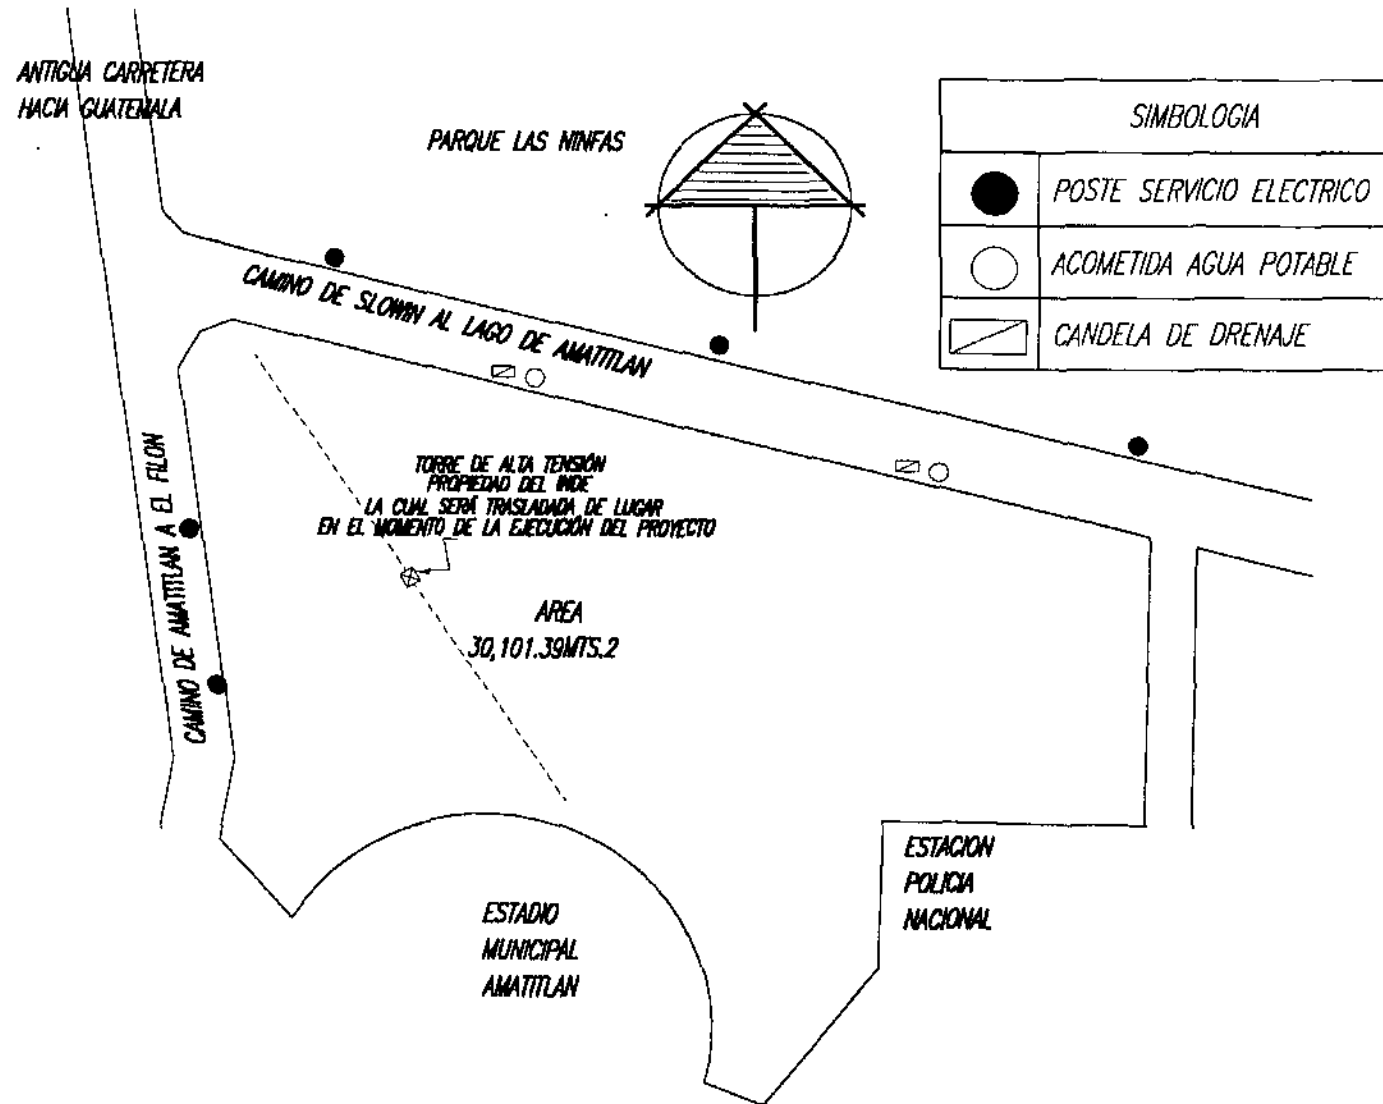 ANTIGUA CARRETERA
HACIA GUATEMALA
PARQUE LAS NINFAS
SIMBOLOGIA
POSTE SERVICIO ELECTRICO
ACOMETIDA AGUA POTABLE
CANDELA DE DRENAJE
CAMINO DE SLOWIN AL LAGO DE AMATITLAN
CAMINO DE AMATITLAN A EL FILON
TORRE DE ALTA TENSIÓN
PROPIEDAD DEL INDE
LA CUAL SERÁ TRASLADADA DE LUGAR
EN EL MOMENTO DE LA EJECUCIÓN DEL PROYECTO
AREA
30,101.39MTS.2
ESTACION
POLICIA
NACIONAL
ESTADIO
MUNICIPAL
AMATITLAN